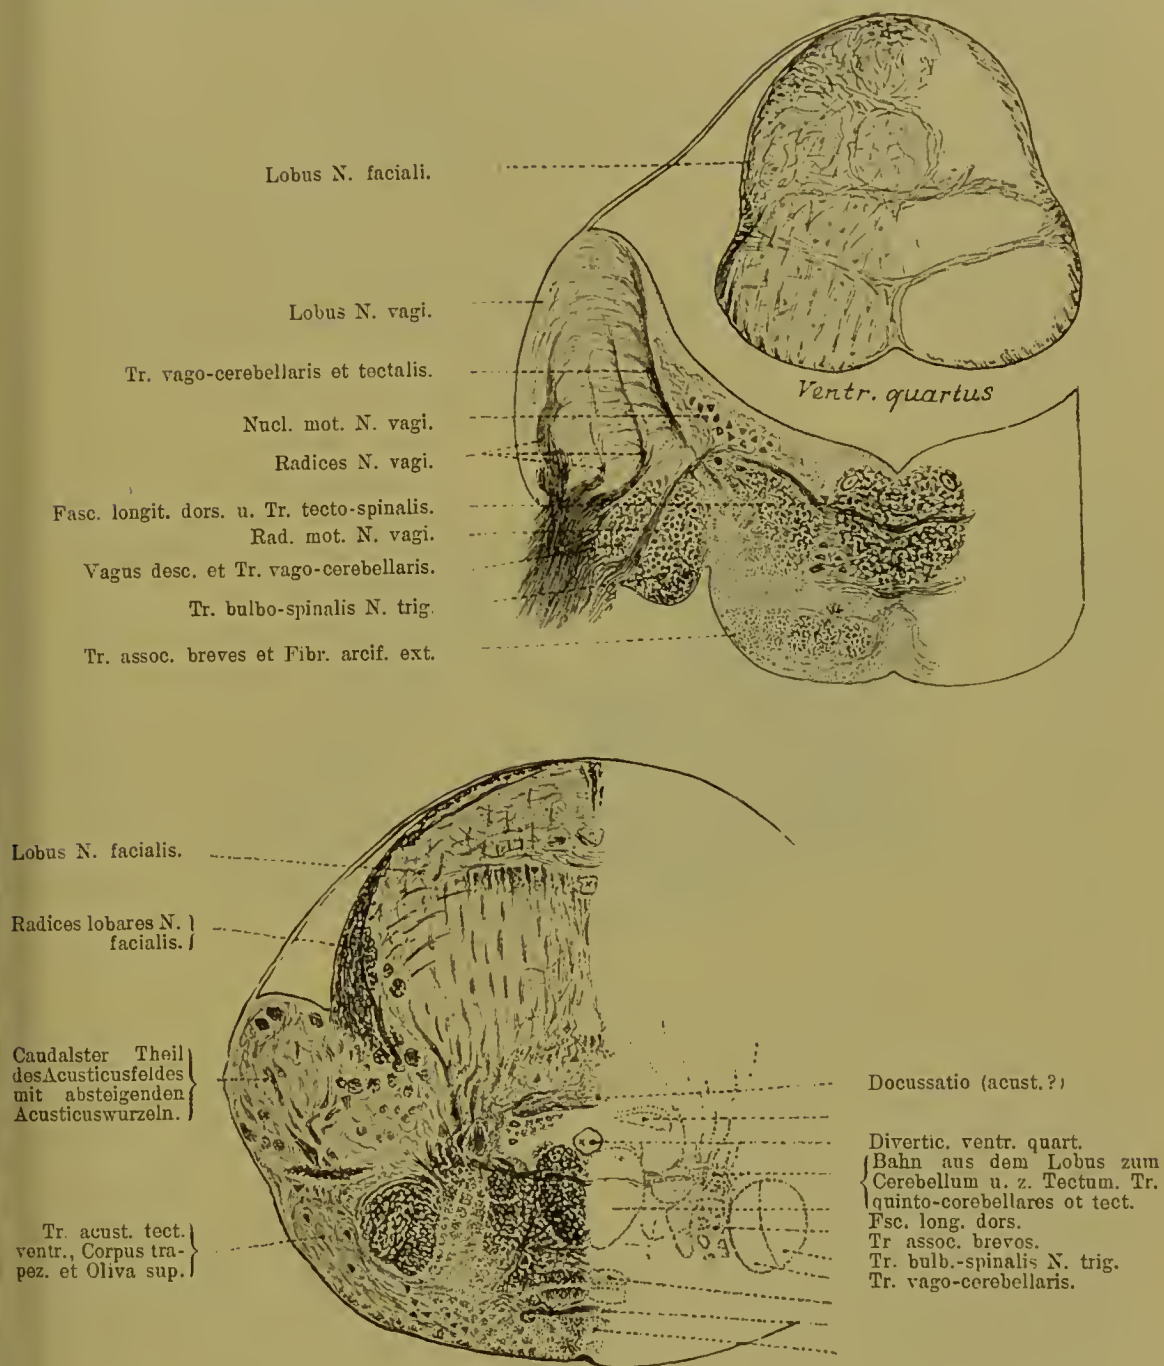 Lobus N. faciali.
Lobus N. vagi.
Tr. vago-cerebellaris et tectalis.
Nucl. mot. N. vagi.
Radices N. vagi.
Fasc. longit. dors. u. Tr. tecto-spinalis.
Rad. mot. N. vagi.
Vagus desc. et Tr. vago-cerebellaris.
Tr. bulbo-spinalis N. trig.
Tr. assoc. breves et Fibr. arcif. ext.
Ventr. quartus
Lobus N. facialis.
Radices lobares N.
facialis.
Caudalster Theil
des Acusticusfeldes
mit absteigenden
Acusticuswurzeln.
Tr. acust. tect.
ventr., Corpus tra-
pez. et Oliva sup.
Docussatio (acust.?)
Divertic. ventr. quart.
Bahn aus dem Lobus zum
Cerebellum u. z. Tectum. Tr.
quinto-corebellares ot tect.
Fsc. long. dors.
Tr assoc. brevos.
Tr. bulb.-spinalis N. trig.
Tr. vago-cerebellaris.